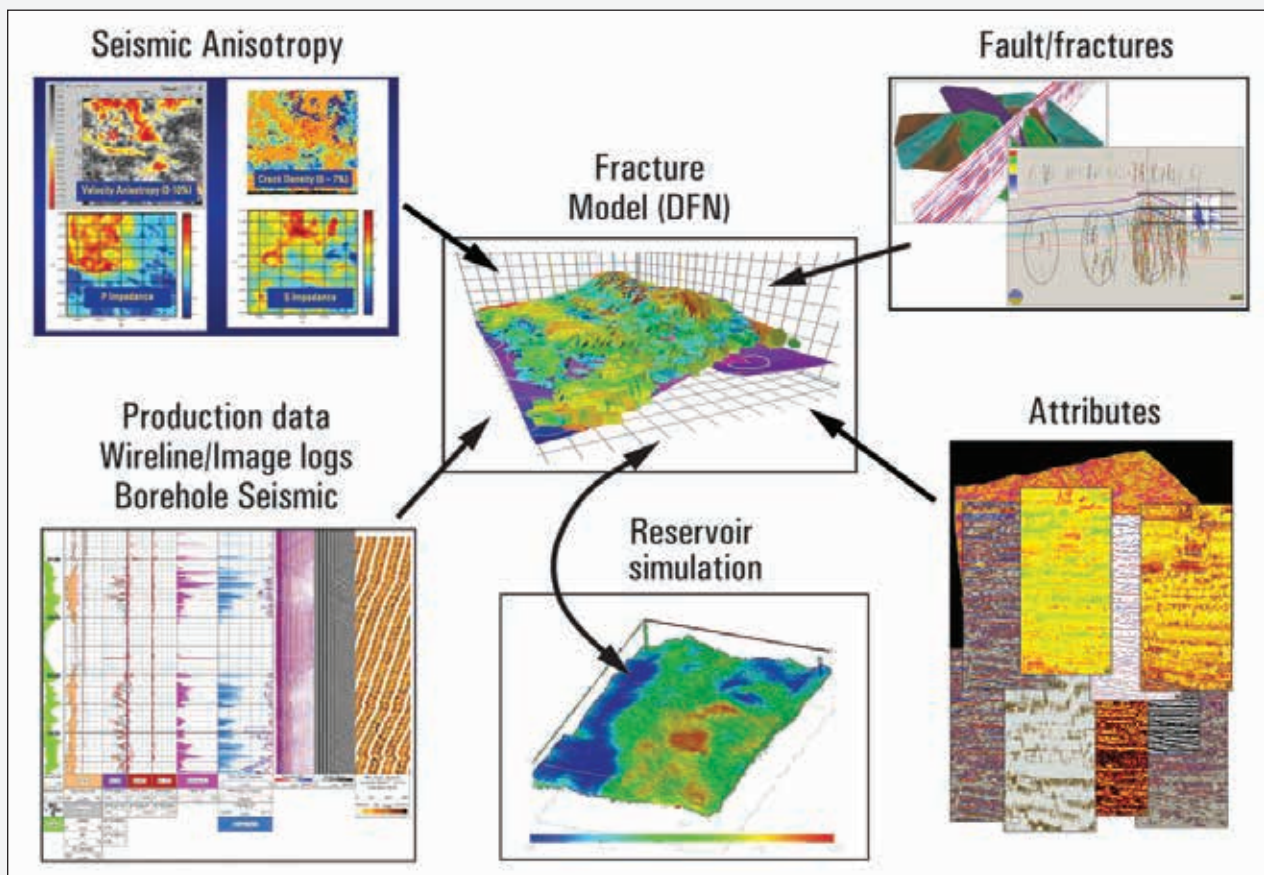 Seismic Anisotropy
Velocity Anisotropy (0-10%)
Crack Density (0 – 7%)
P Impedance
S Impedance
Fault/fractures
Fracture
Model (DFN)
Production data
Wireline/Image logs
Borehole Seismic
Reservoir
simulation
Attributes